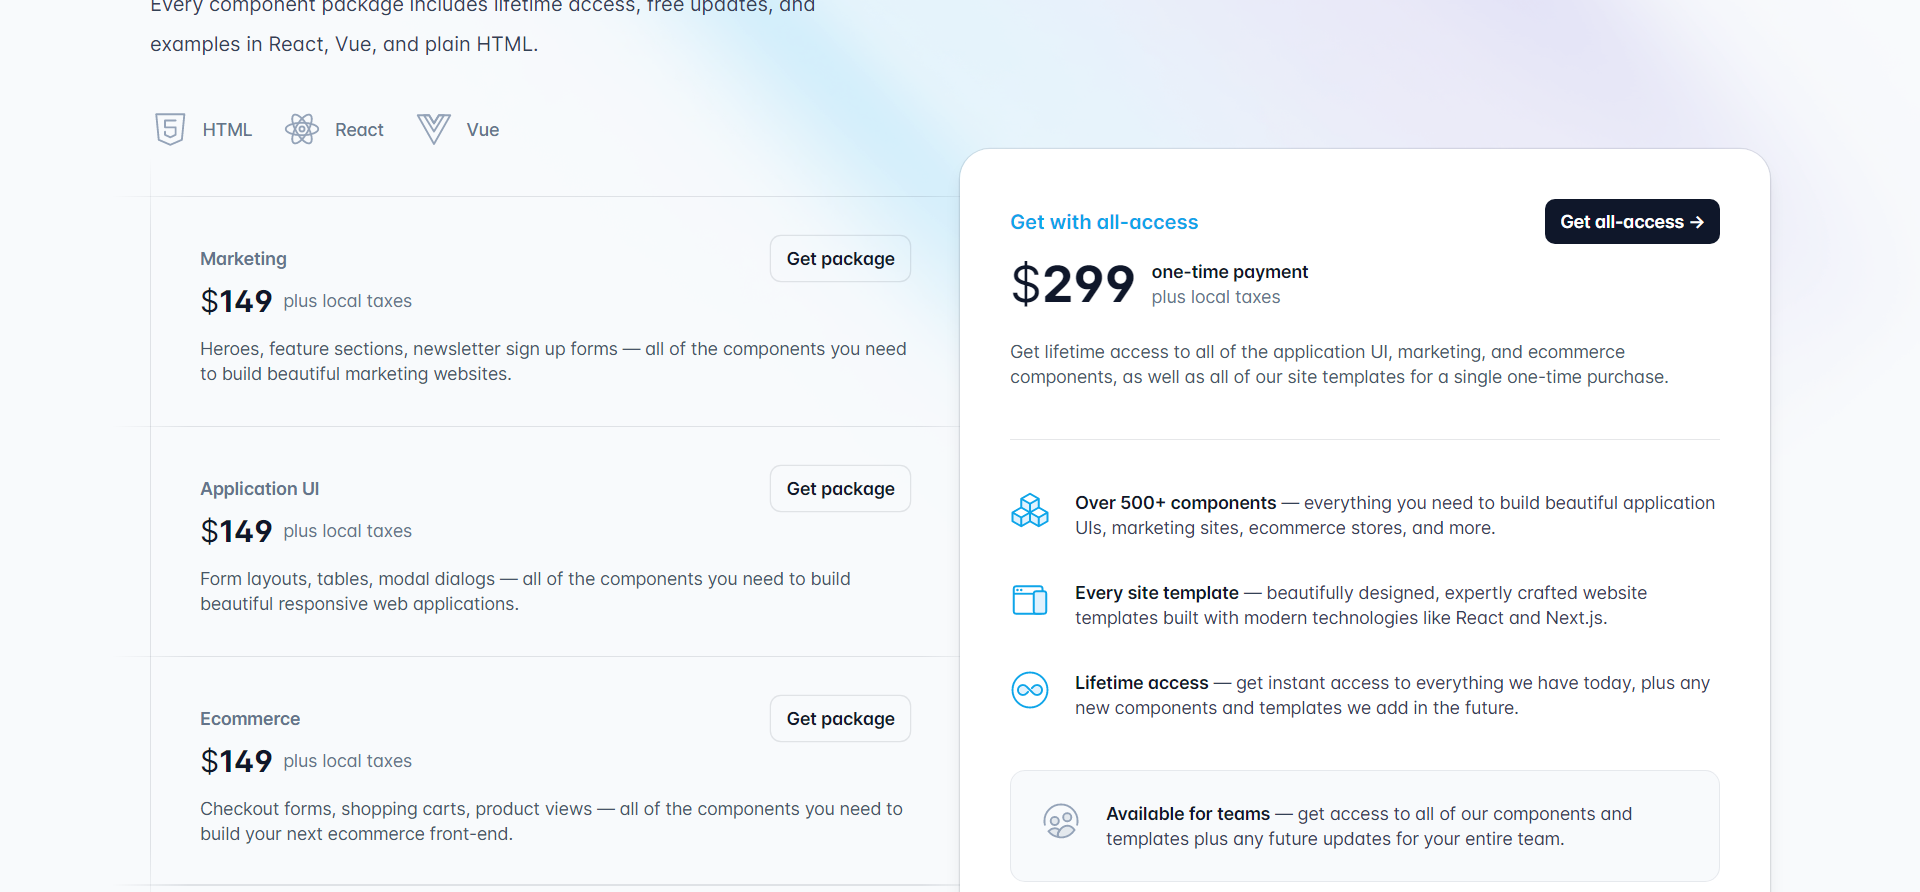 Every component package includes lifetime access, free updates, and
examples in React, Vue, and plain HTML.
HTML
React
Vue
Marketing
Get package
$149 plus local taxes
Heroes, feature sections, newsletter sign up forms — all of the components you need
to build beautiful marketing websites.
Application UI
Get package
$149 plus local taxes
Form layouts, tables, modal dialogs — all of the components you need to build
beautiful responsive web applications.
Ecommerce
Get package
$149 plus local taxes
Checkout forms, shopping carts, product views — all of the components you need to
build your next ecommerce front-end.
Get with all-access
Get all-access →
$299
one-time payment
plus local taxes
Get lifetime access to all of the application UI, marketing, and ecommerce
components, as well as all of our site templates for a single one-time purchase.
Over 500+ components — everything you need to build beautiful application
UIs, marketing sites, ecommerce stores, and more.
Every site template — beautifully designed, expertly crafted website
templates built with modern technologies like React and Next.js.
Lifetime access — get instant access to everything we have today, plus any
new components and templates we add in the future.
Available for teams — get access to all of our components and
templates plus any future updates for your entire team.